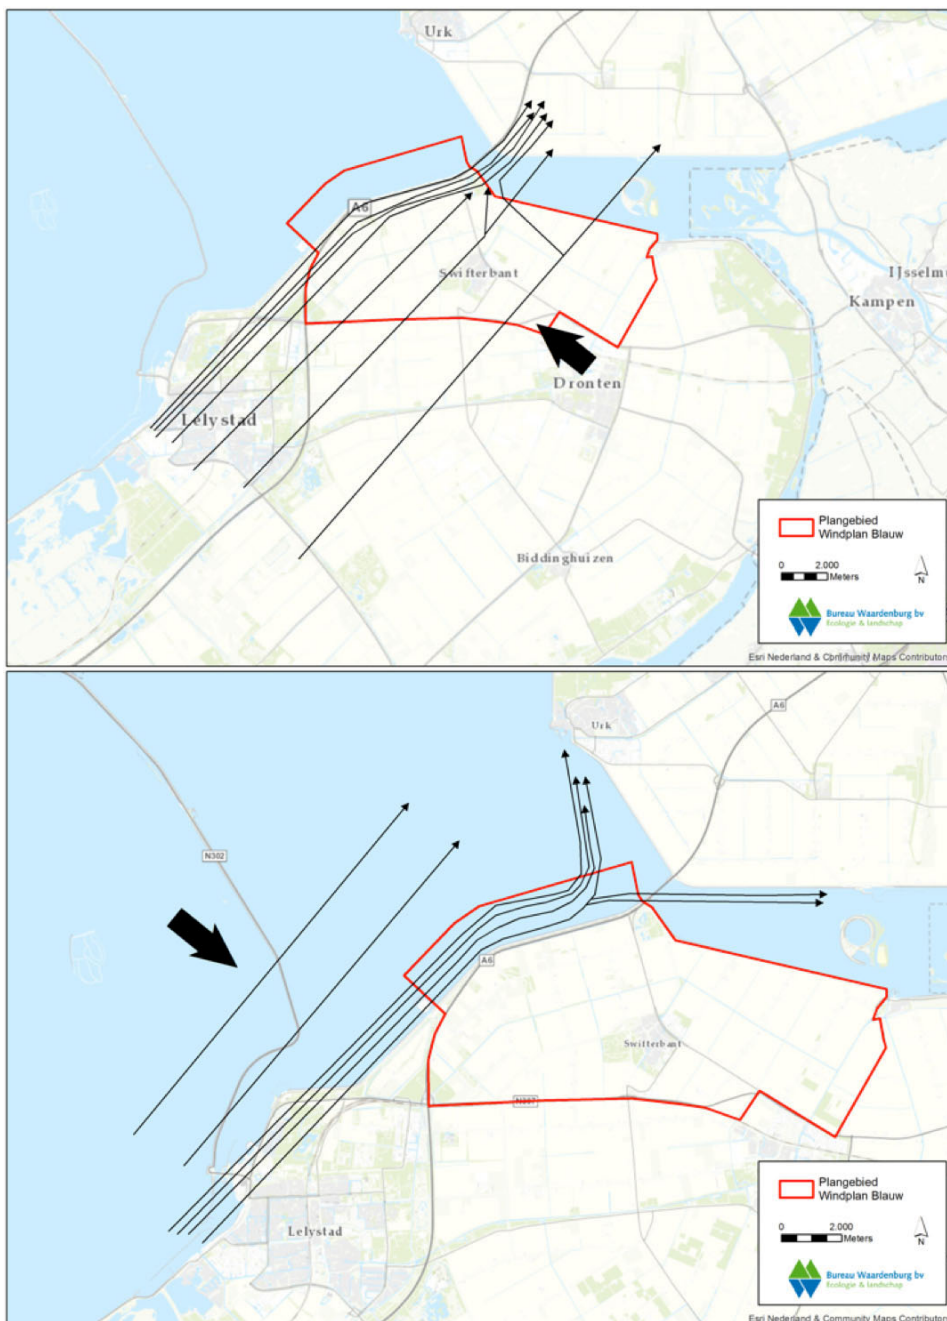 Urk
A6
Swifterbant
IJsselmu
Kampen
Dronten
Lelystad
Biddinghuizen
Plangebied
Windplan Blauw
0 2.000
Meters
N
Bureau Waardenburg bv
Ecologie & landschap
Esri Nederland & Community Maps Contributors
A6
Urk
N302
A6
Swifterbant
N307
Lelystad
Plangebied
Windplan Blauw
0 2.000
Meters
N
Bureau Waardenburg bv
Ecologie & landschap
Esri Nederland & Community Maps Contributors